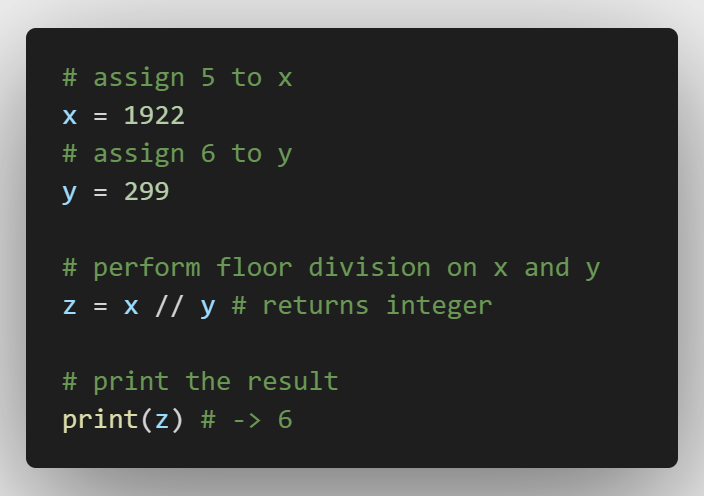 # assign 5 to x
x = 1922
# assign 6 to y
y = 299
# perform floor division on x and y
z = x // y # returns integer
# print the result
print(z) # -> 6